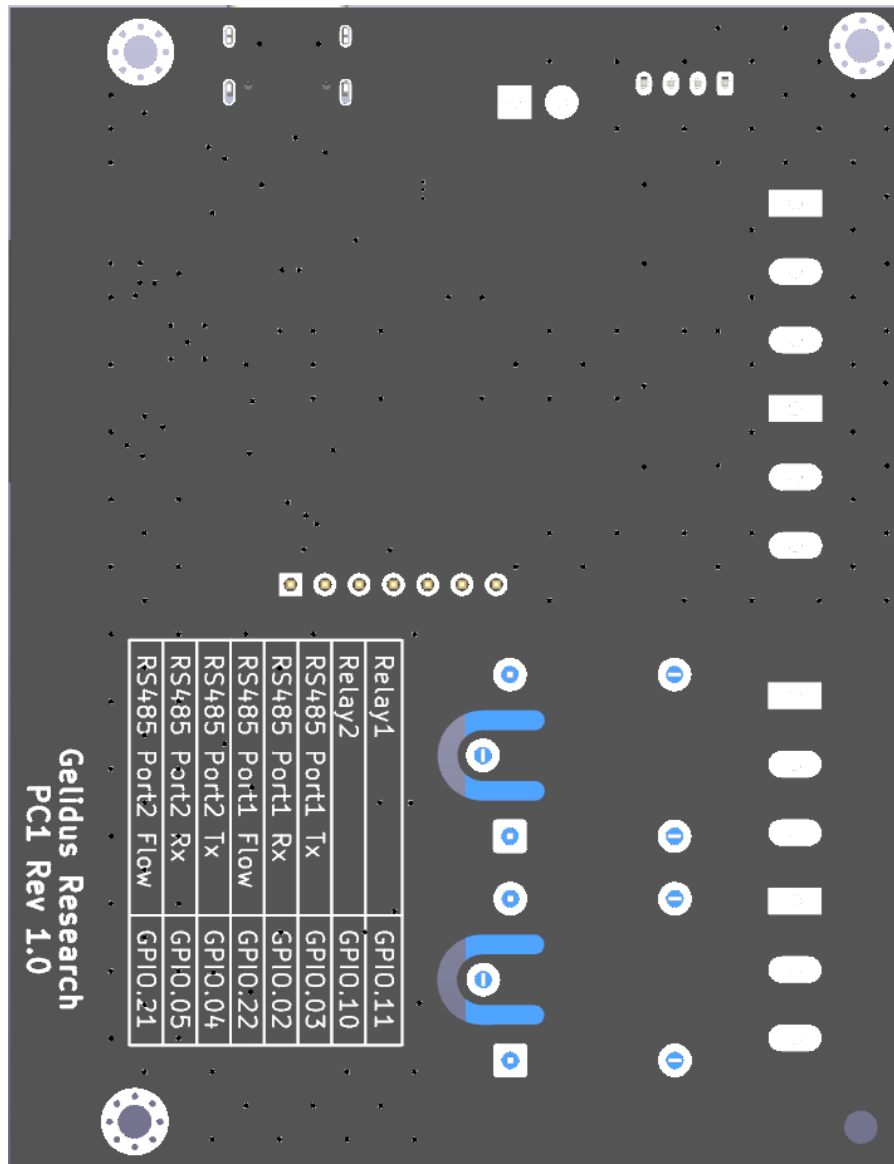 Relay1 GPIO.11
Relay2 GPIO.10
RS485 Port1 Tx GPIO.03
RS485 Port1 Rx GPIO.02
RS485 Port1 Flow GPIO.22
RS485 Port2 Tx GPIO.04
RS485 Port2 Rx GPIO.05
RS485 Port2 Flow GPIO.21
Gelidus Research
PC1 Rev 1.0